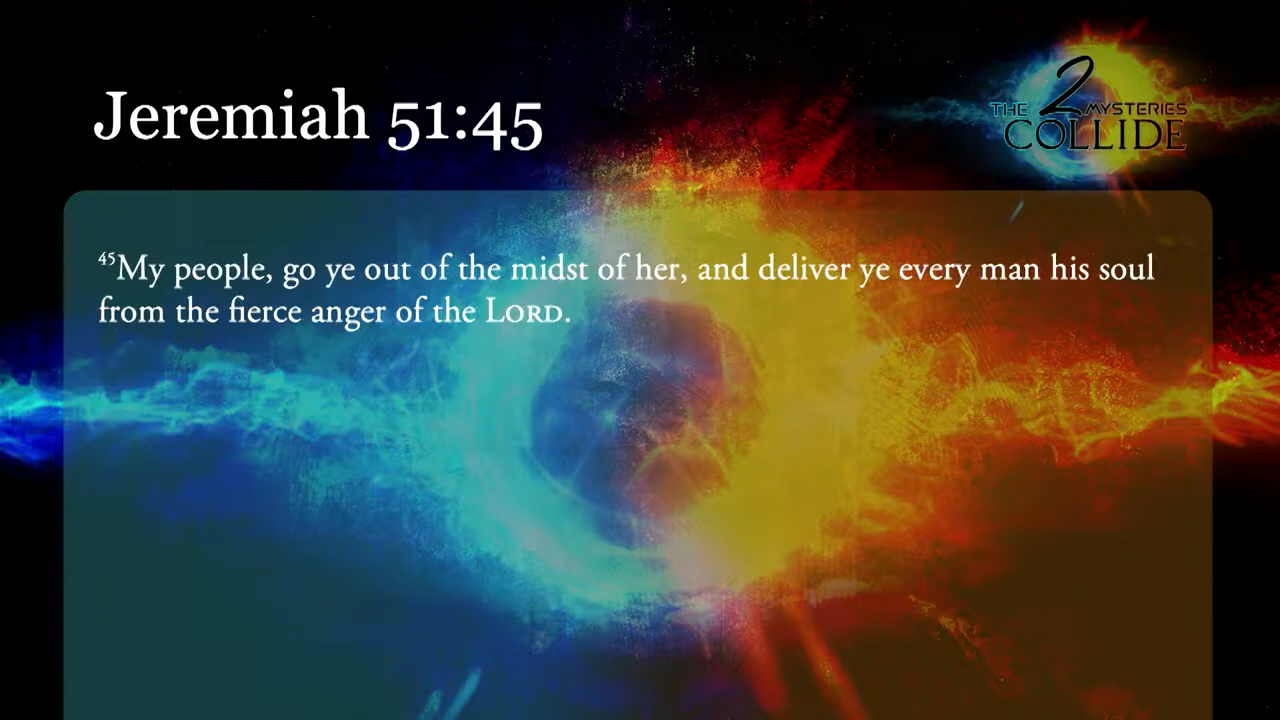 Jeremiah 51:45
THE 2 MYSTERIES
COLLIDE
45My people, go ye out of the midst of her, and deliver ye every man his soul
from the fierce anger of the LORD.